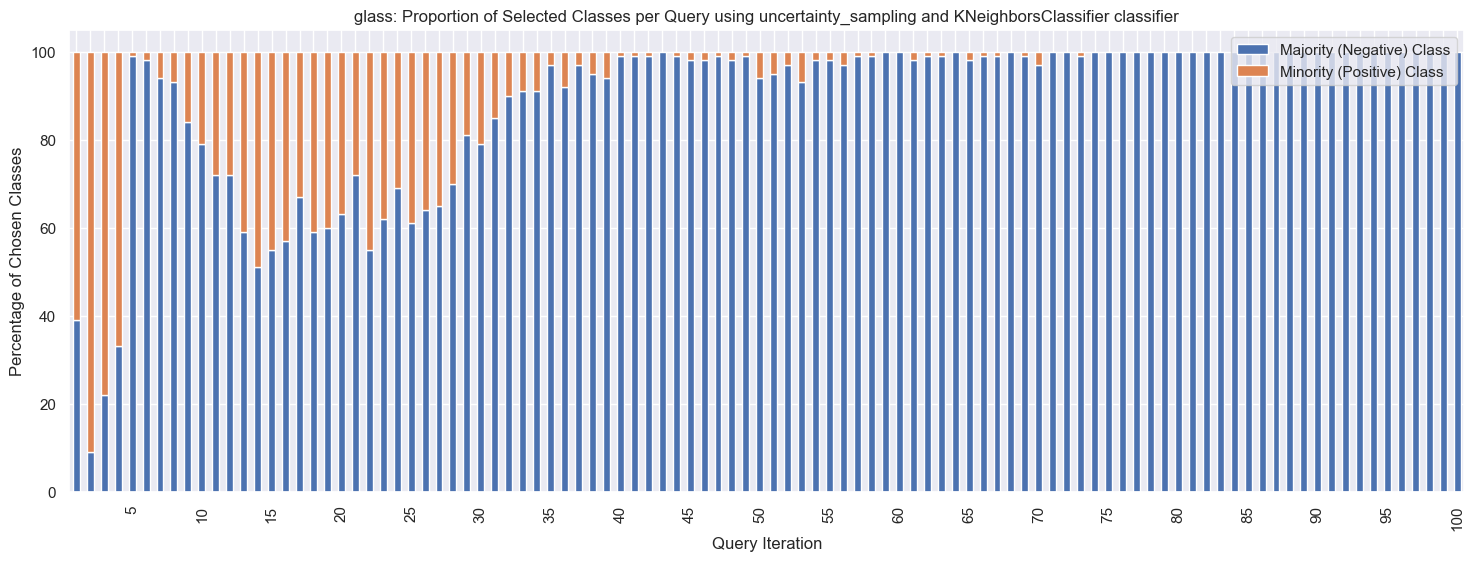 glass: Proportion of Selected Classes per Query using uncertainty_sampling and KNeighborsClassifier classifier
Majority (Negative) Class
Minority (Positive) Class
Percentage of Chosen Classes
100
80
60
40
20
0
5 10 15 20 25 30 35 40 45 50 55 60 65 70 75 80 85 90 95 100
Query Iteration